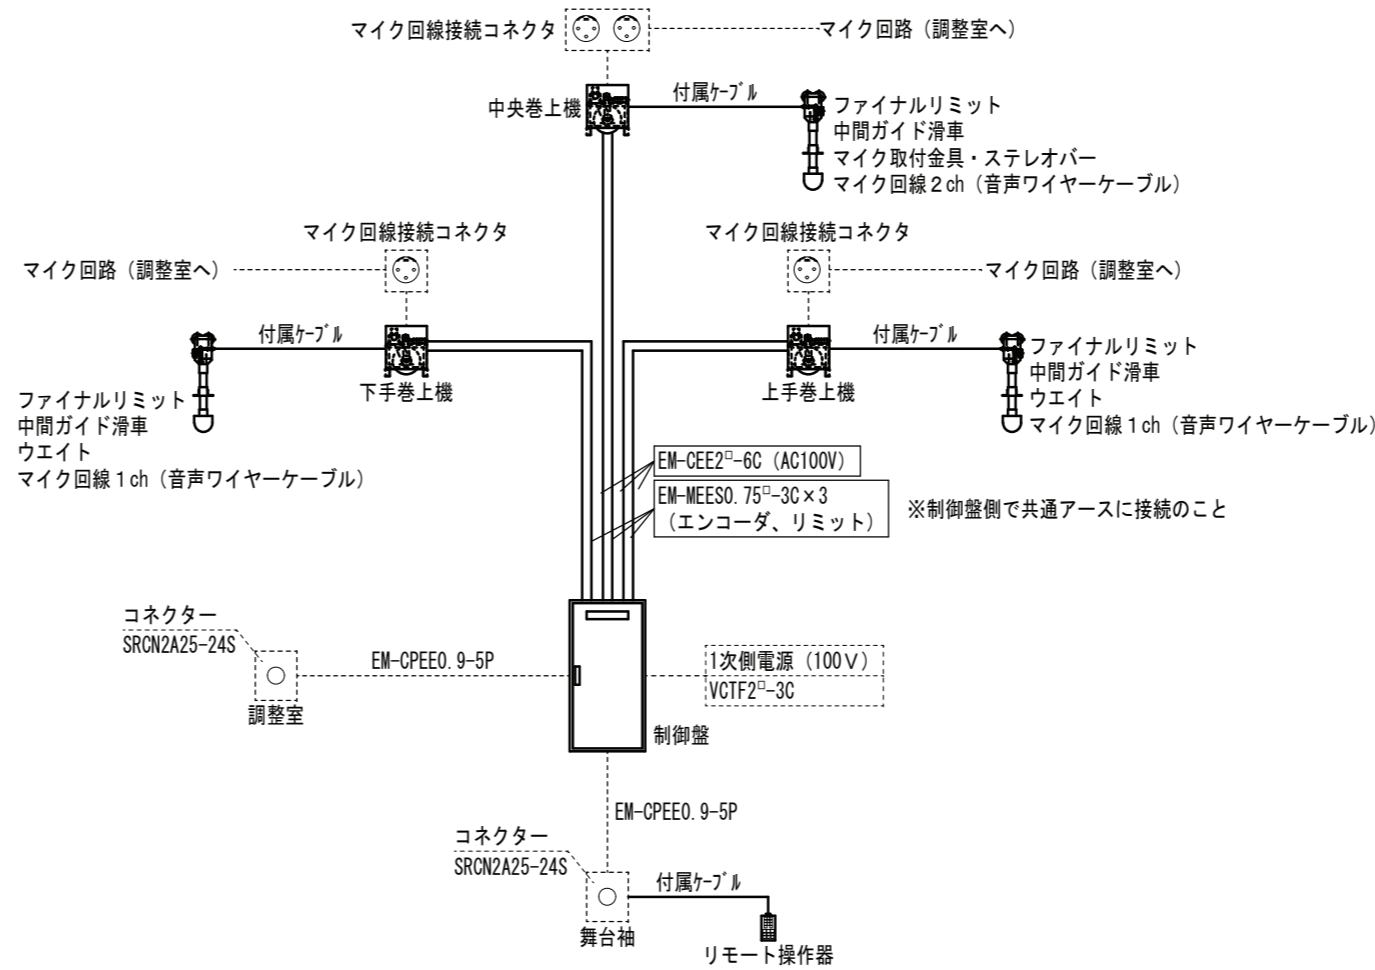 マイク回線接続コネクタ
マイク回路（調整室へ）
中央巻上機
付属ｹｰﾌﾞﾙ
ファイナルリミット
中間ガイド滑車
マイク取付金具・ステレオバー
マイク回線２ch（音声ワイヤーケーブル）
マイク回線接続コネクタ
マイク回路（調整室へ）
マイク回線接続コネクタ
マイク回路（調整室へ）
付属ｹｰﾌﾞﾙ
下手巻上機
ファイナルリミット
中間ガイド滑車
ウエイト
マイク回線１ch（音声ワイヤーケーブル）
付属ｹｰﾌﾞﾙ
上手巻上機
ファイナルリミット
中間ガイド滑車
ウエイト
マイク回線１ch（音声ワイヤーケーブル）
EM-CEE2□-6C（AC100V）
EM-MEES0.75□-3C×3
（エンコーダ、リミット）
※制御盤側で共通アースに接続のこと
コネクター
SRCN2A25-24S
調整室
EM-CPEE0.9-5P
1次側電源（100Ｖ）
VCTF2□-3C
制御盤
EM-CPEE0.9-5P
コネクター
SRCN2A25-24S
舞台袖
付属ｹｰﾌﾞﾙ
リモート操作器